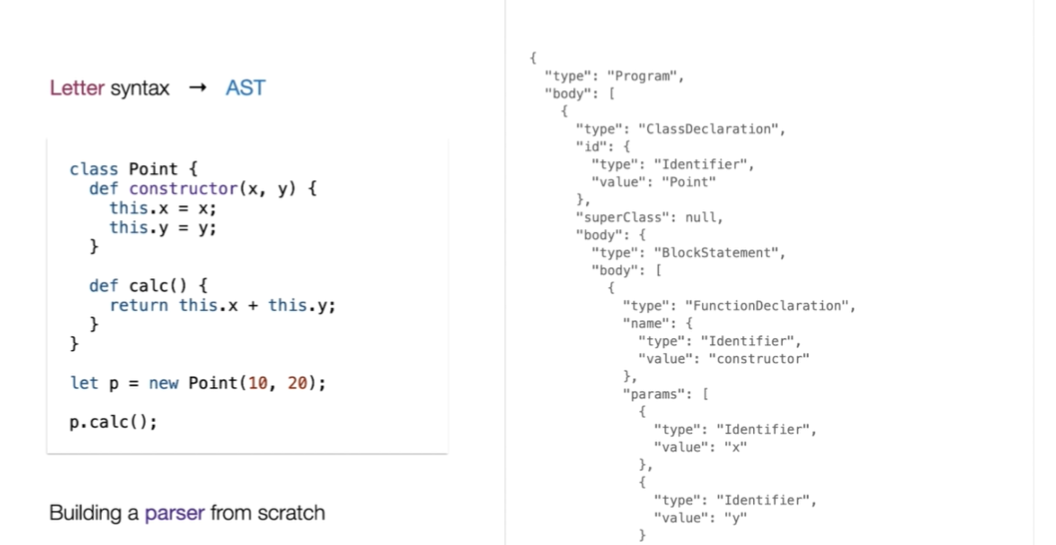 Letter syntax → AST
class Point {
  def constructor(x, y) {
    this.x = x;
    this.y = y;
  }

  def calc() {
    return this.x + this.y;
  }
}

let p = new Point(10, 20);

p.calc();
Building a parser from scratch
{
  "type": "Program",
  "body": [
    {
      "type": "ClassDeclaration",
      "id": {
        "type": "Identifier",
        "value": "Point"
      },
      "superClass": null,
      "body": {
        "type": "BlockStatement",
        "body": [
          {
            "type": "FunctionDeclaration",
            "name": {
              "type": "Identifier",
              "value": "constructor"
            },
            "params": [
              {
                "type": "Identifier",
                "value": "x"
              },
              {
                "type": "Identifier",
                "value": "y"
              }